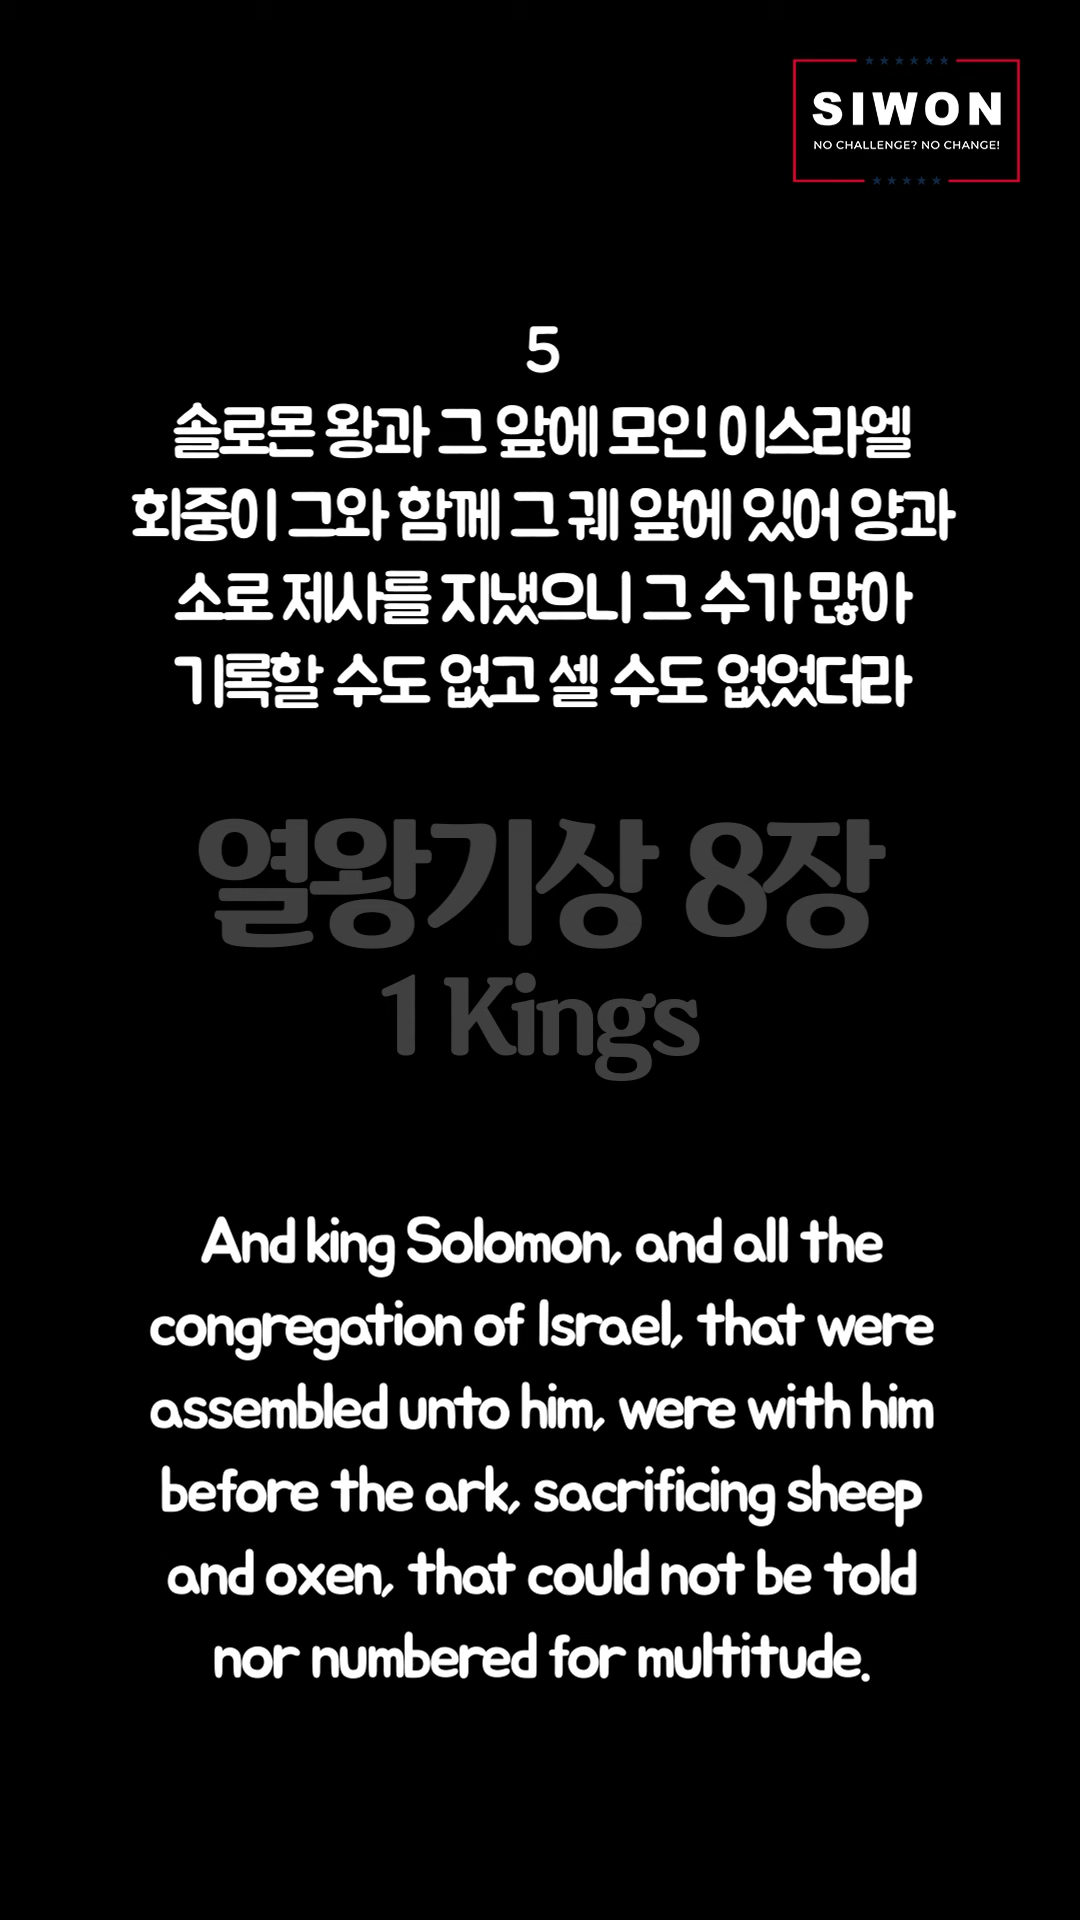 SIWON
NO CHALLENGE? NO CHANGE!
5
솔로몬 왕과 그 앞에 모인 이스라엘
회중이 그와 함께 그 궤 앞에 있어 양과
소로 제사를 지냈으니 그 수가 많아
기록할 수도 없고 셀 수도 없었더라
열왕기상 8장
1 Kings
And king Solomon, and all the
congregation of Israel, that were
assembled unto him, were with him
before the ark, sacrificing sheep
and oxen, that could not be told
nor numbered for multitude.